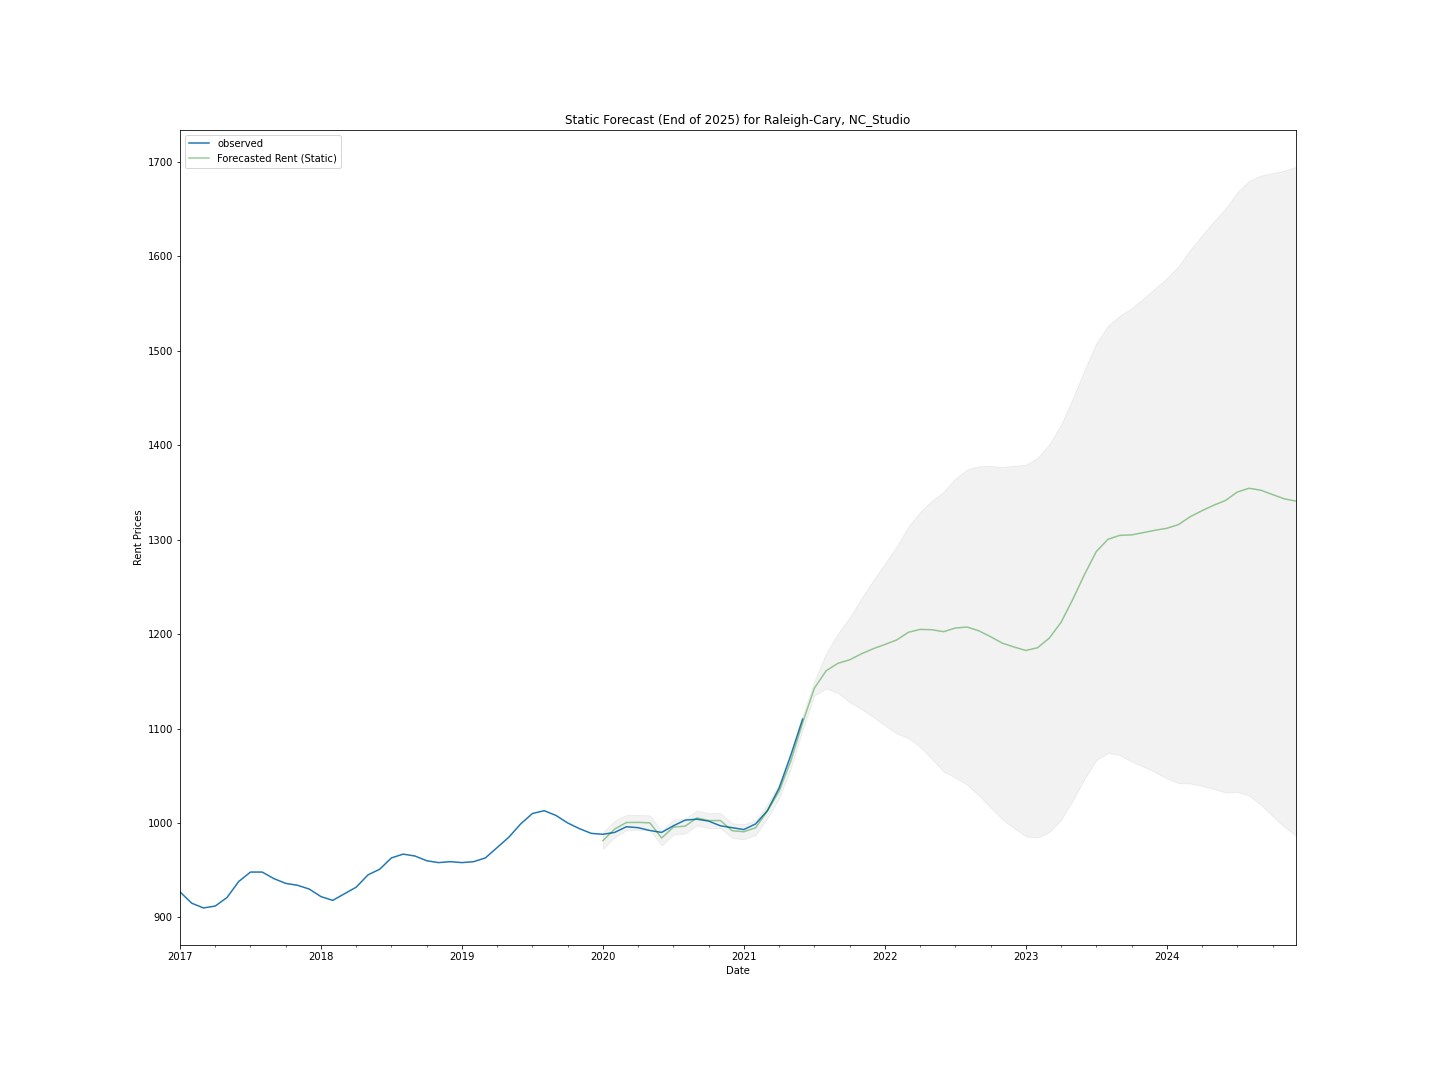 Static Forecast (End of 2025) for Raleigh-Cary, NC_Studio
observed
Forecasted Rent (Static)
1700
1600
1500
1400
1300
1200
1100
1000
900
Rent Prices
2017 2018 2019 2020 2021 2022 2023 2024
Date